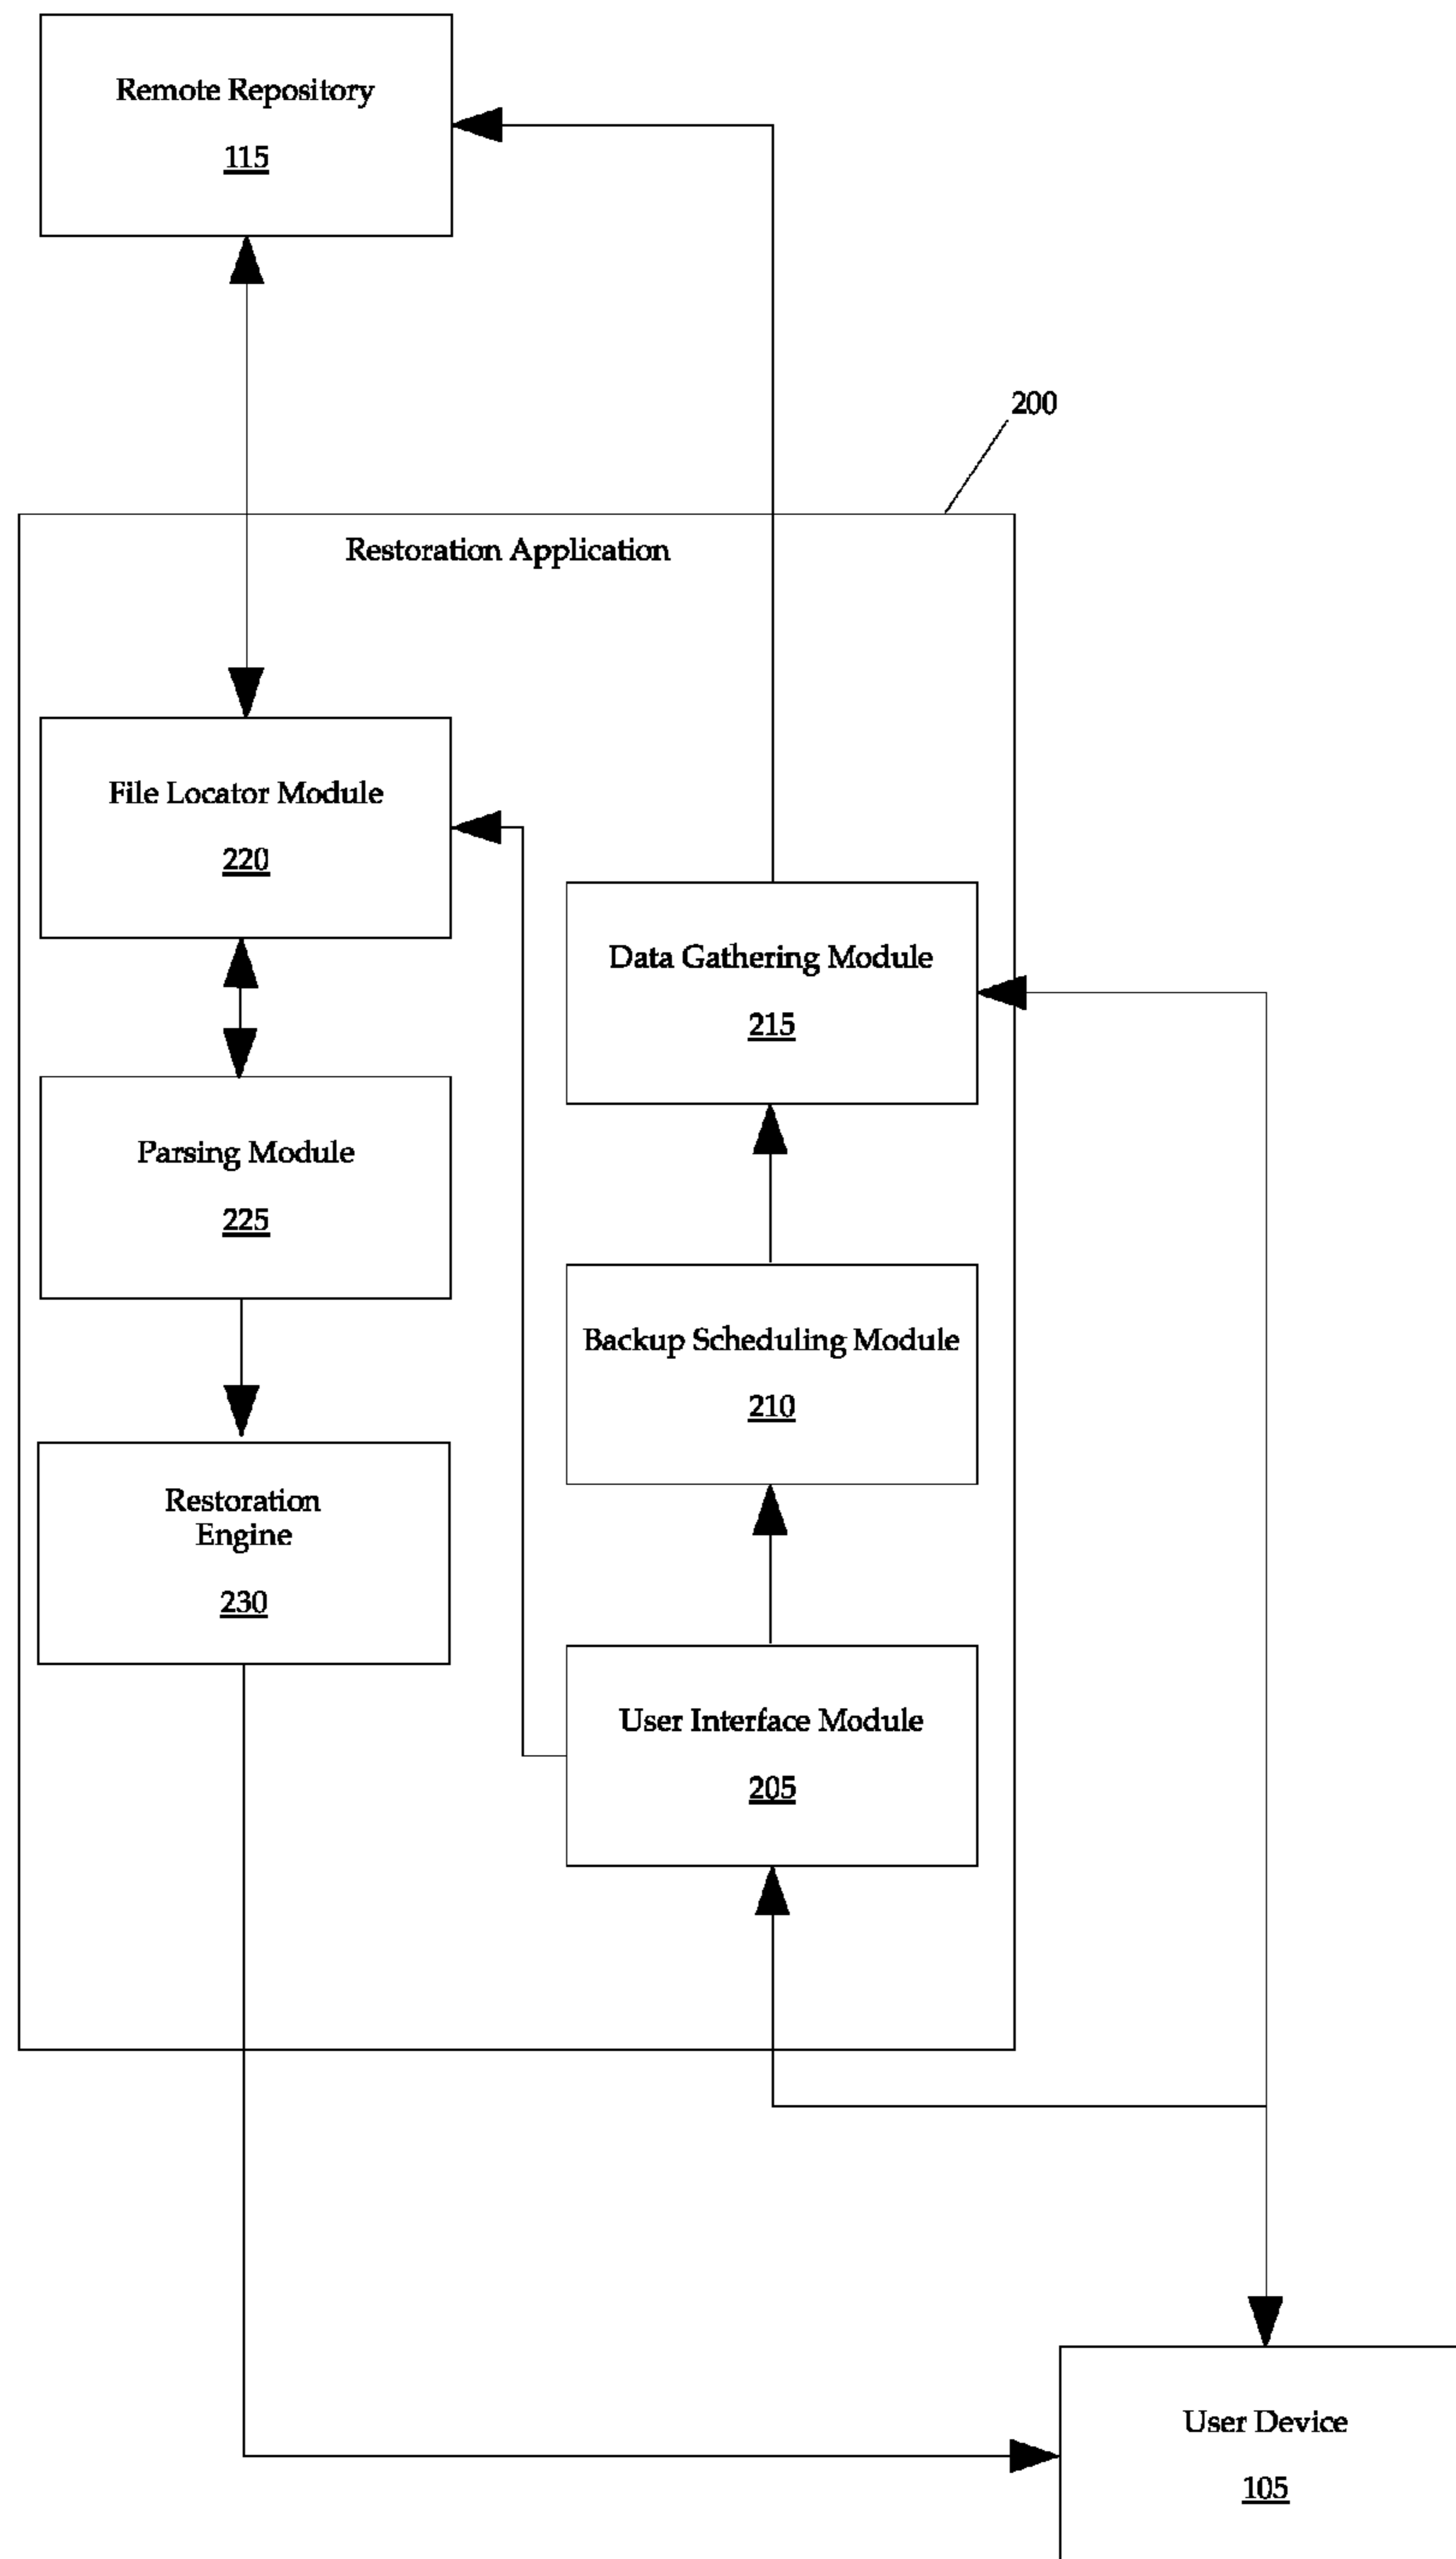 Remote Repository
115
200
Restoration Application
File Locator Module
220
Data Gathering Module
215
Parsing Module
225
Backup Scheduling Module
210
Restoration
Engine
230
User Interface Module
205
User Device
105